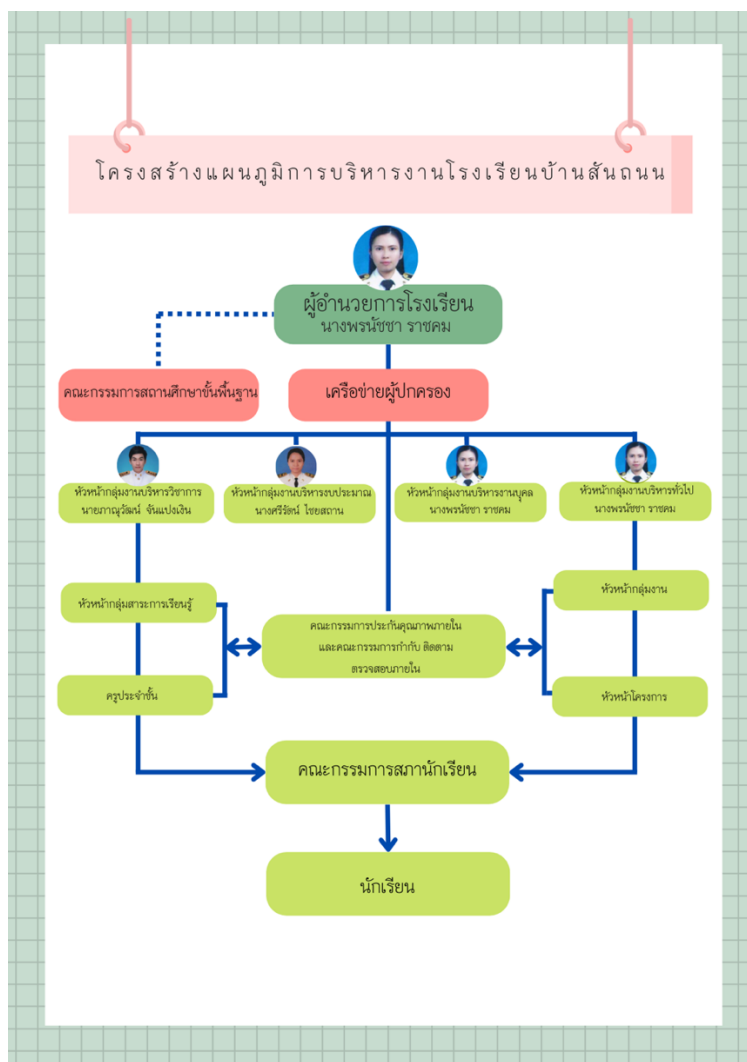 โครงสร้างแผนภูมิการบริหารงานโรงเรียนบ้านสันถนน
ผู้อำนวยการโรงเรียน
นางพรนัชชา ราชคม
คณะกรรมการสถานศึกษาขั้นพื้นฐาน
เครือข่ายผู้ปกครอง
หัวหน้ากลุ่มงานบริหารวิชาการ
นายภาณุวัฒน์ จันแปงเงิน
หัวหน้ากลุ่มงานบริหารงบประมาณ
นางศรีรัตน์ ไชยสถาน
หัวหน้ากลุ่มงานบริหารงานบุคล
นางพรนัชชา ราชคม
หัวหน้ากลุ่มงานบริหารทั่วไป
นางพรนัชชา ราชคม
หัวหน้ากลุ่มสาระการเรียนรู้
คณะกรรมการประกันคุณภาพภายใน
และคณะกรรมการกำกับ ติดตาม
ตรวจสอบภายใน
หัวหน้ากลุ่มงาน
ครูประจำชั้น
หัวหน้าโครงการ
คณะกรรมการสภานักเรียน
นักเรียน